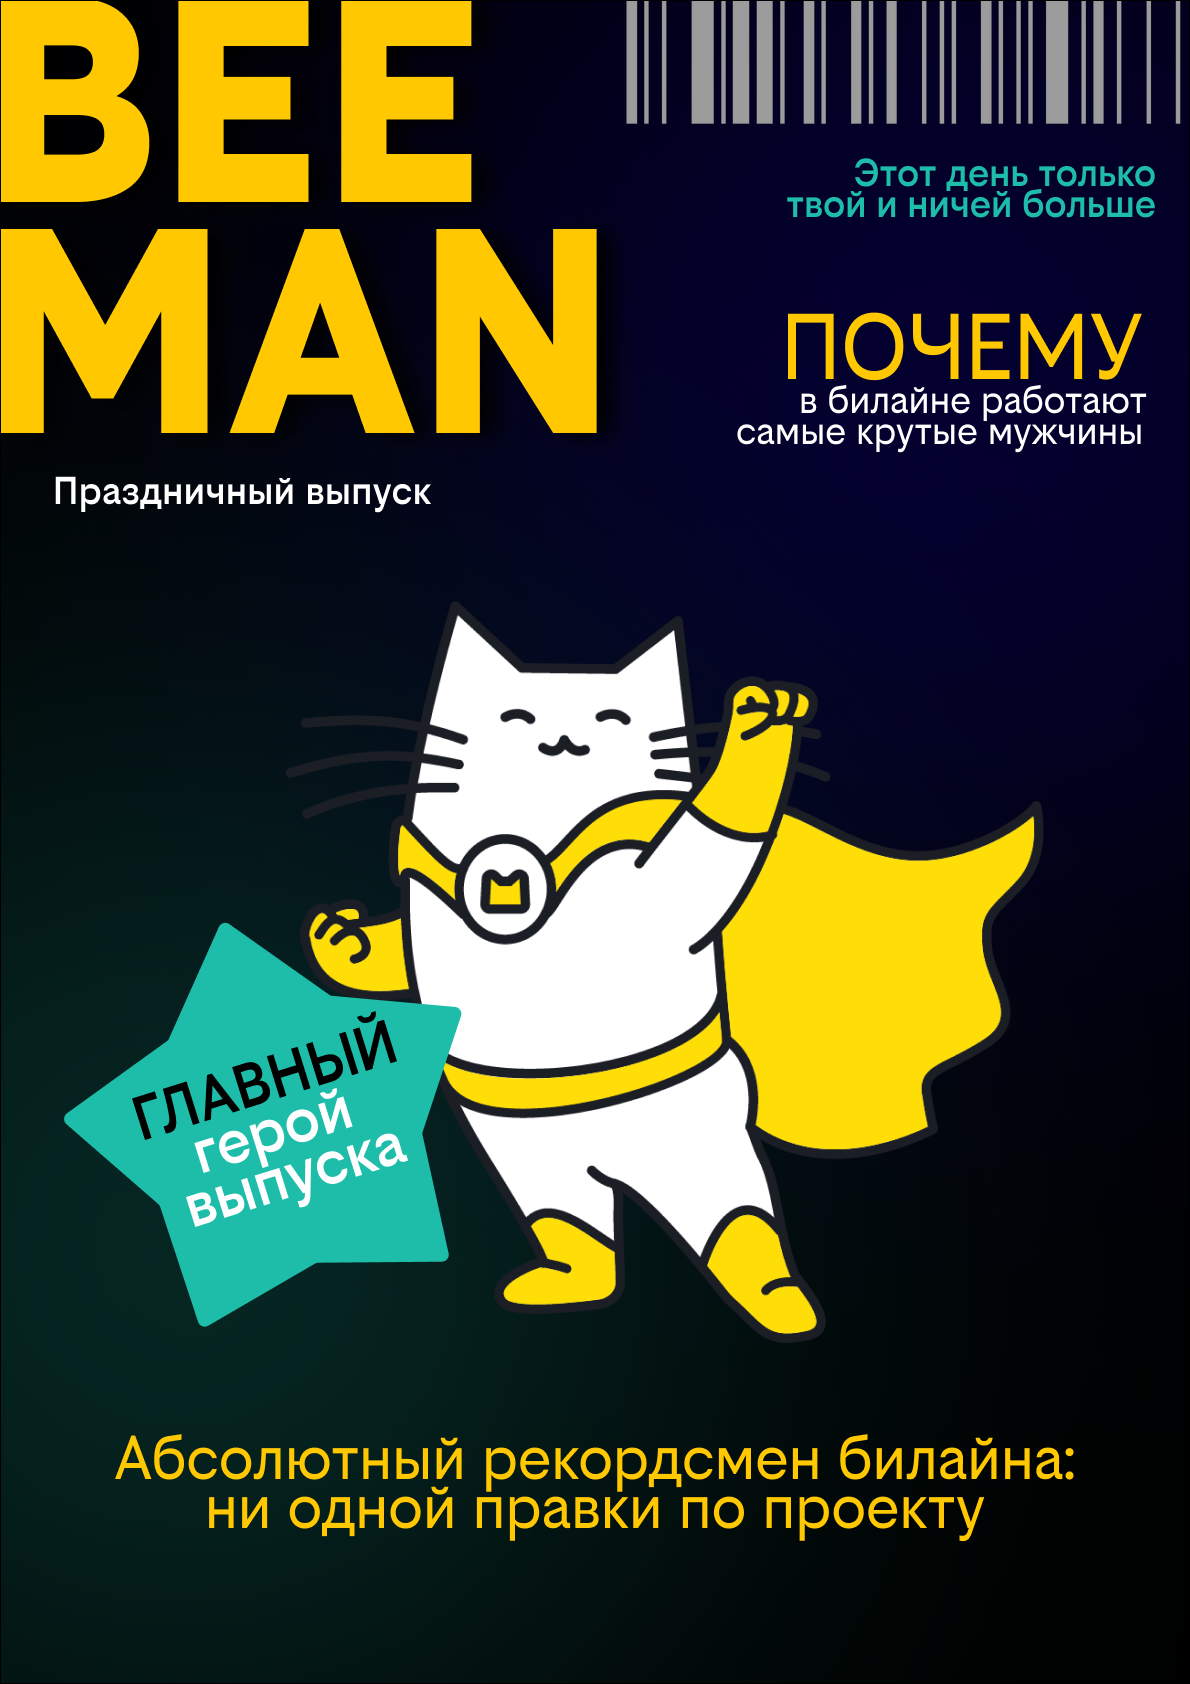 BEE
MAN
Этот день только
твой и ничей больше
ПОЧЕМУ
в билайне работают
самые крутые мужчины
Праздничный выпуск
ГЛАВНЫЙ
герой
выпуска
Абсолютный рекордсмен билайна:
ни одной правки по проекту